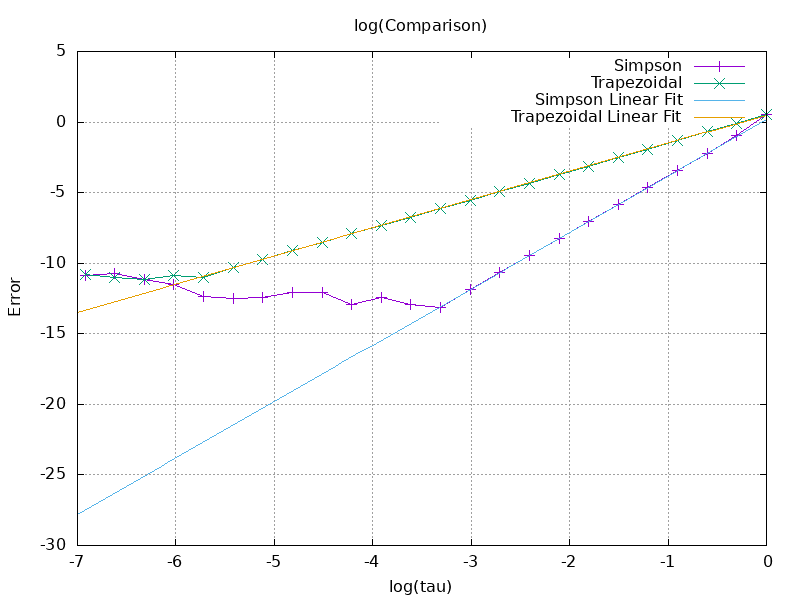 log(Comparison)
5
0
-5
-10
-15
-20
-25
-30
Error
Simpson
Trapezoidal
Simpson Linear Fit
Trapezoidal Linear Fit
-7
-6
-5
-4
-3
-2
-1
0
log(tau)